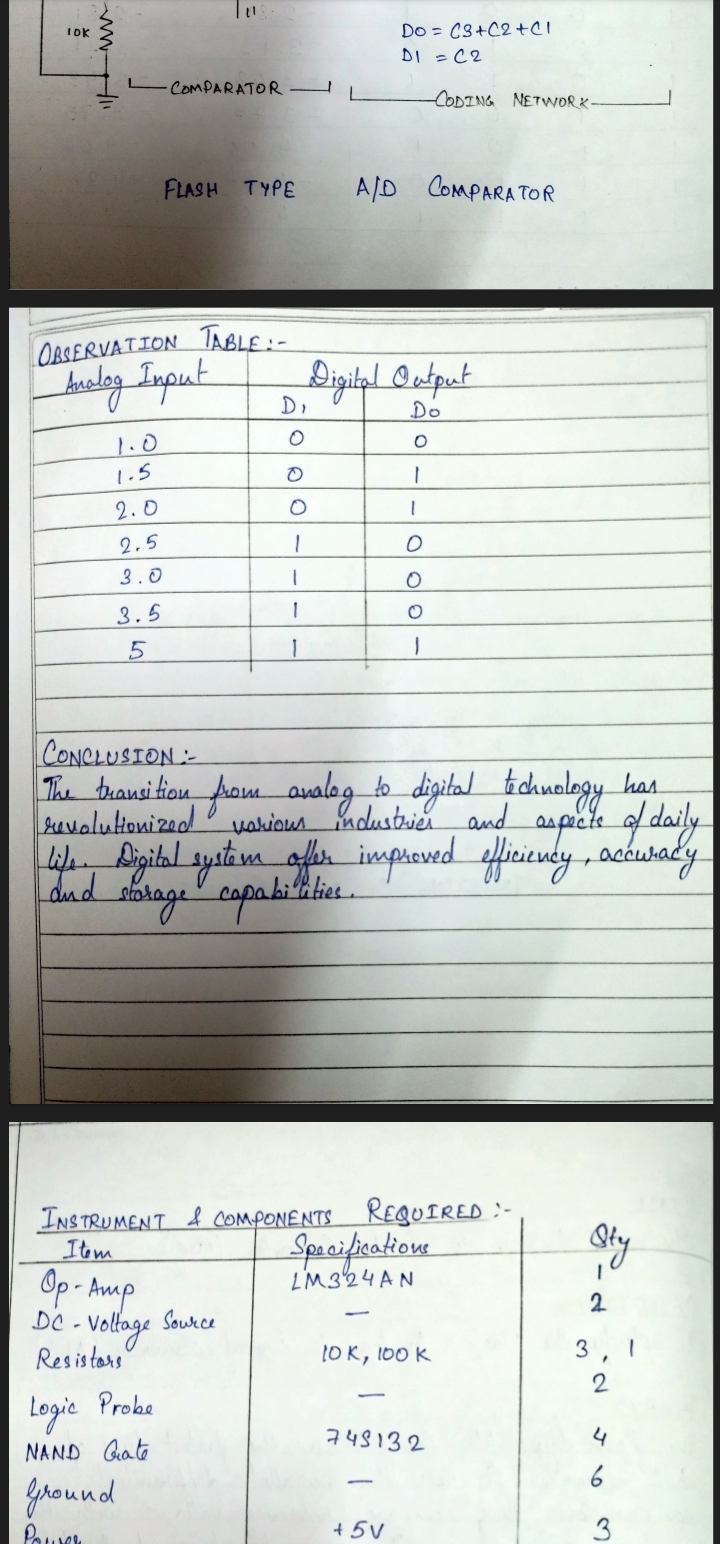 10K
D0 = C3+C2+C1
D1 = C2
COMPARATOR
CODING NETWORK
FLASH TYPE A/D COMPARATOR
OBSERVATION TABLE:-
Analog Input Digital Output
D1 D0
1.0 0 0
1.5 0 1
2.0 0 1
2.5 1 0
3.0 1 0
3.5 1 0
5 1 1
CONCLUSION:-
The transition from analog to digital technology has
revolutionized various industries and aspects of daily
life. Digital system offer improved efficiency, accuracy
and storage capabilities.
INSTRUMENT & COMPONENTS REQUIRED:-
Item Specifications Qty
Op-Amp LM324AN 1
DC-Voltage Source — 2
Resistors 10K, 100K 3, 1
Logic Probe — 2
NAND Gate 74S132 4
Ground — 6
Power +5V 3